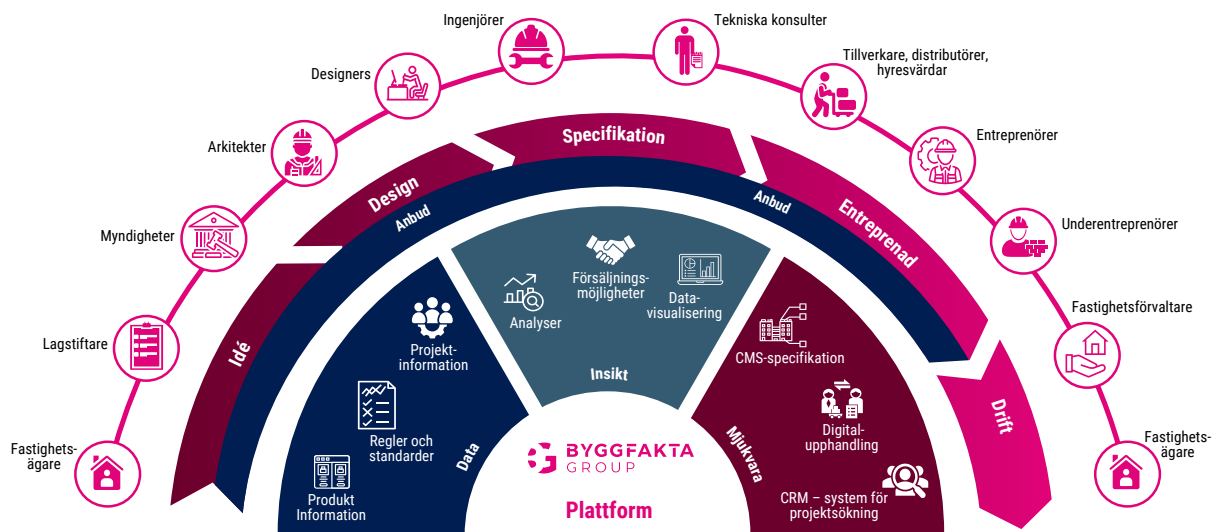 Ingenjörer
Tekniska konsulter
Designers
Tillverkare, distributörer,
hyresvärdar
Arkitekter
Entreprenörer
Myndigheter
Underentreprenörer
Lagstiftare
Fastighetsförvaltare
Fastighets-
ägare
Fastighets-
ägare
Idé
Design
Specifikation
Entreprenad
Drift
Anbud
Anbud
Projekt-
information
Regler och
standarder
Produkt
Information
Data
Analyser
Försäljnings-
möjligheter
Data-
visualisering
Insikt
CMS-specifikation
Digital-
upphandling
CRM – system för
projektsökning
Mjukvara
BYGGFAKTA
GROUP
Plattform